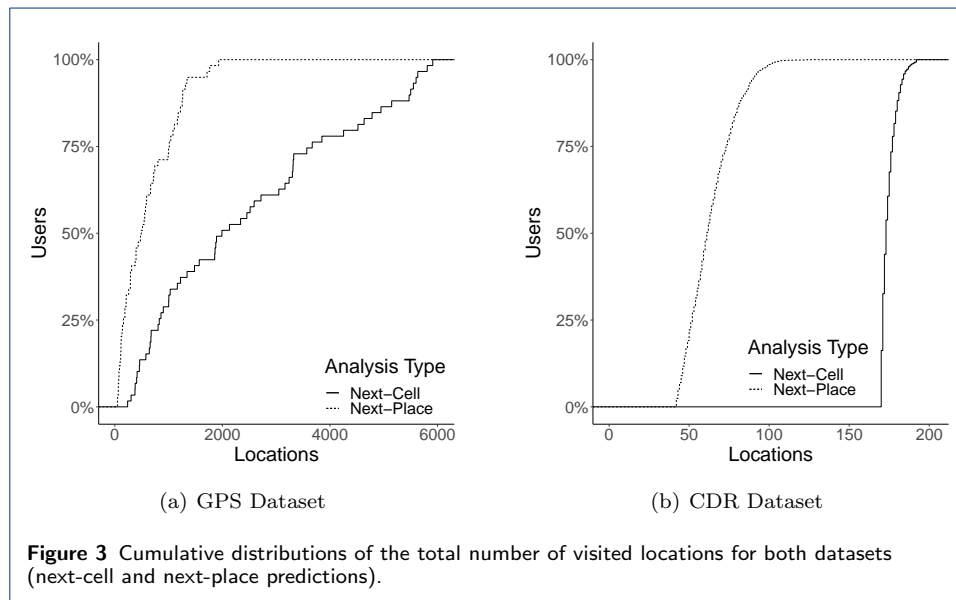 100%
75%
50%
25%
0%
Users
0
2000
4000
6000
Locations
Analysis Type
Next−Cell
Next−Place
(a) GPS Dataset
100%
75%
50%
25%
0%
Users
0
50
100
150
200
Locations
Analysis Type
Next−Cell
Next−Place
(b) CDR Dataset
Figure 3 Cumulative distributions of the total number of visited locations for both datasets
(next-cell and next-place predictions).